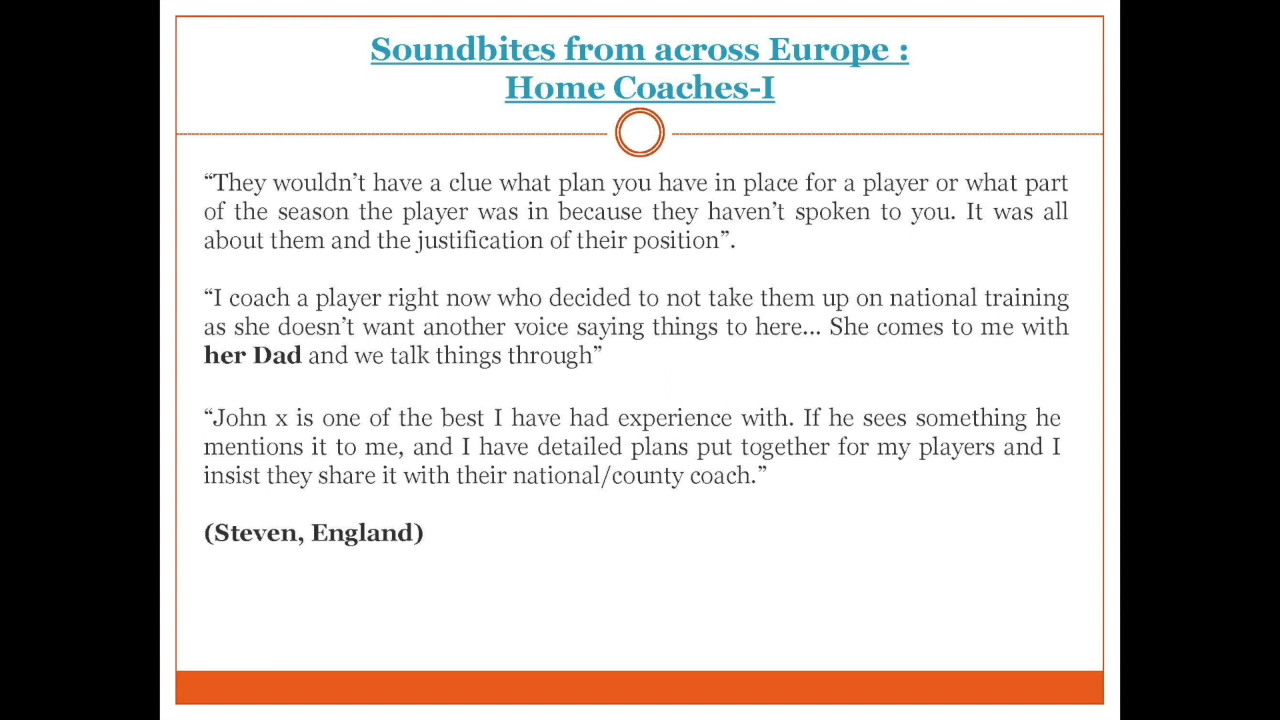 Soundbites from across Europe :
Home Coaches-I
“They wouldn’t have a clue what plan you have in place for a player or what part
of the season the player was in because they haven’t spoken to you. It was all
about them and the justification of their position”.
“I coach a player right now who decided to not take them up on national training
as she doesn’t want another voice saying things to here... She comes to me with
her Dad and we talk things through”
“John x is one of the best I have had experience with. If he sees something he
mentions it to me, and I have detailed plans put together for my players and I
insist they share it with their national/county coach.”
(Steven, England)